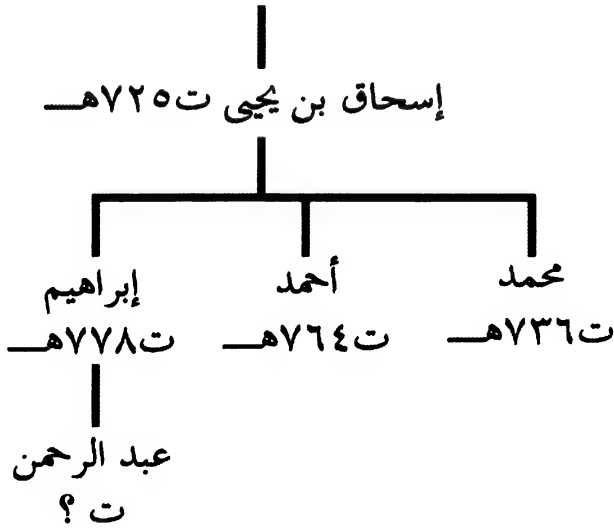 إسحاق بن يحيى ت٧٢٥هـ
محمد أحمد إبراهيم
ت٧٣٦هـ ت٧٦٤هـ ت٧٧٨هـ
عبد الرحمن
ت ؟